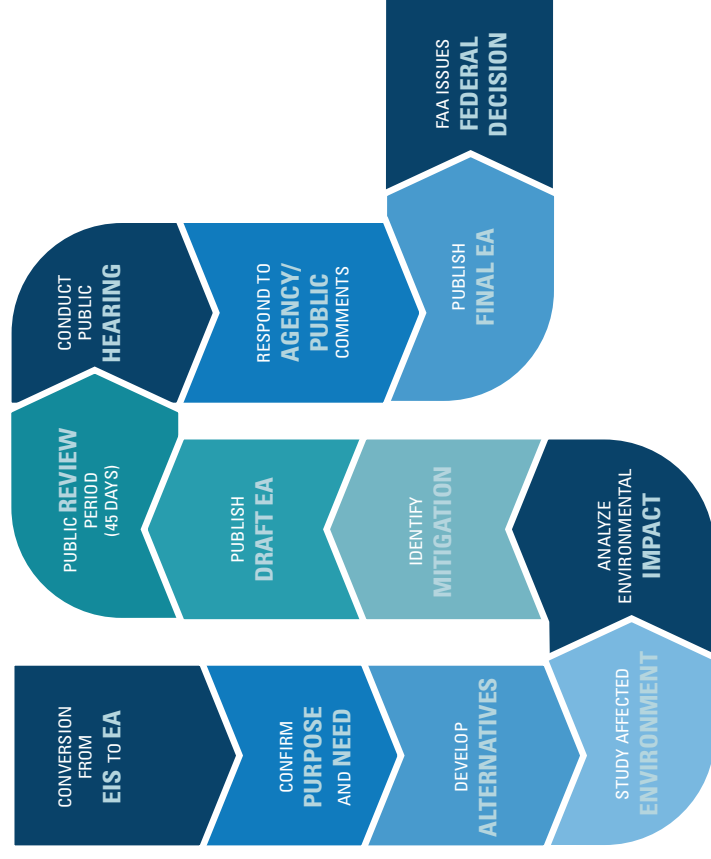 CONVERSION
FROM
EIS TO EA
CONFIRM
PURPOSE
AND NEED
DEVELOP
ALTERNATIVES
STUDY AFFECTED
ENVIRONMENT
ANALYZE
ENVIRONMENTAL
IMPACT
IDENTIFY
MITIGATION
PUBLISH
DRAFT EA
PUBLIC REVIEW
PERIOD
(45 DAYS)
CONDUCT
PUBLIC
HEARING
RESPOND TO
AGENCY/
PUBLIC
COMMENTS
PUBLISH
FINAL EA
FAA ISSUES
FEDERAL
DECISION